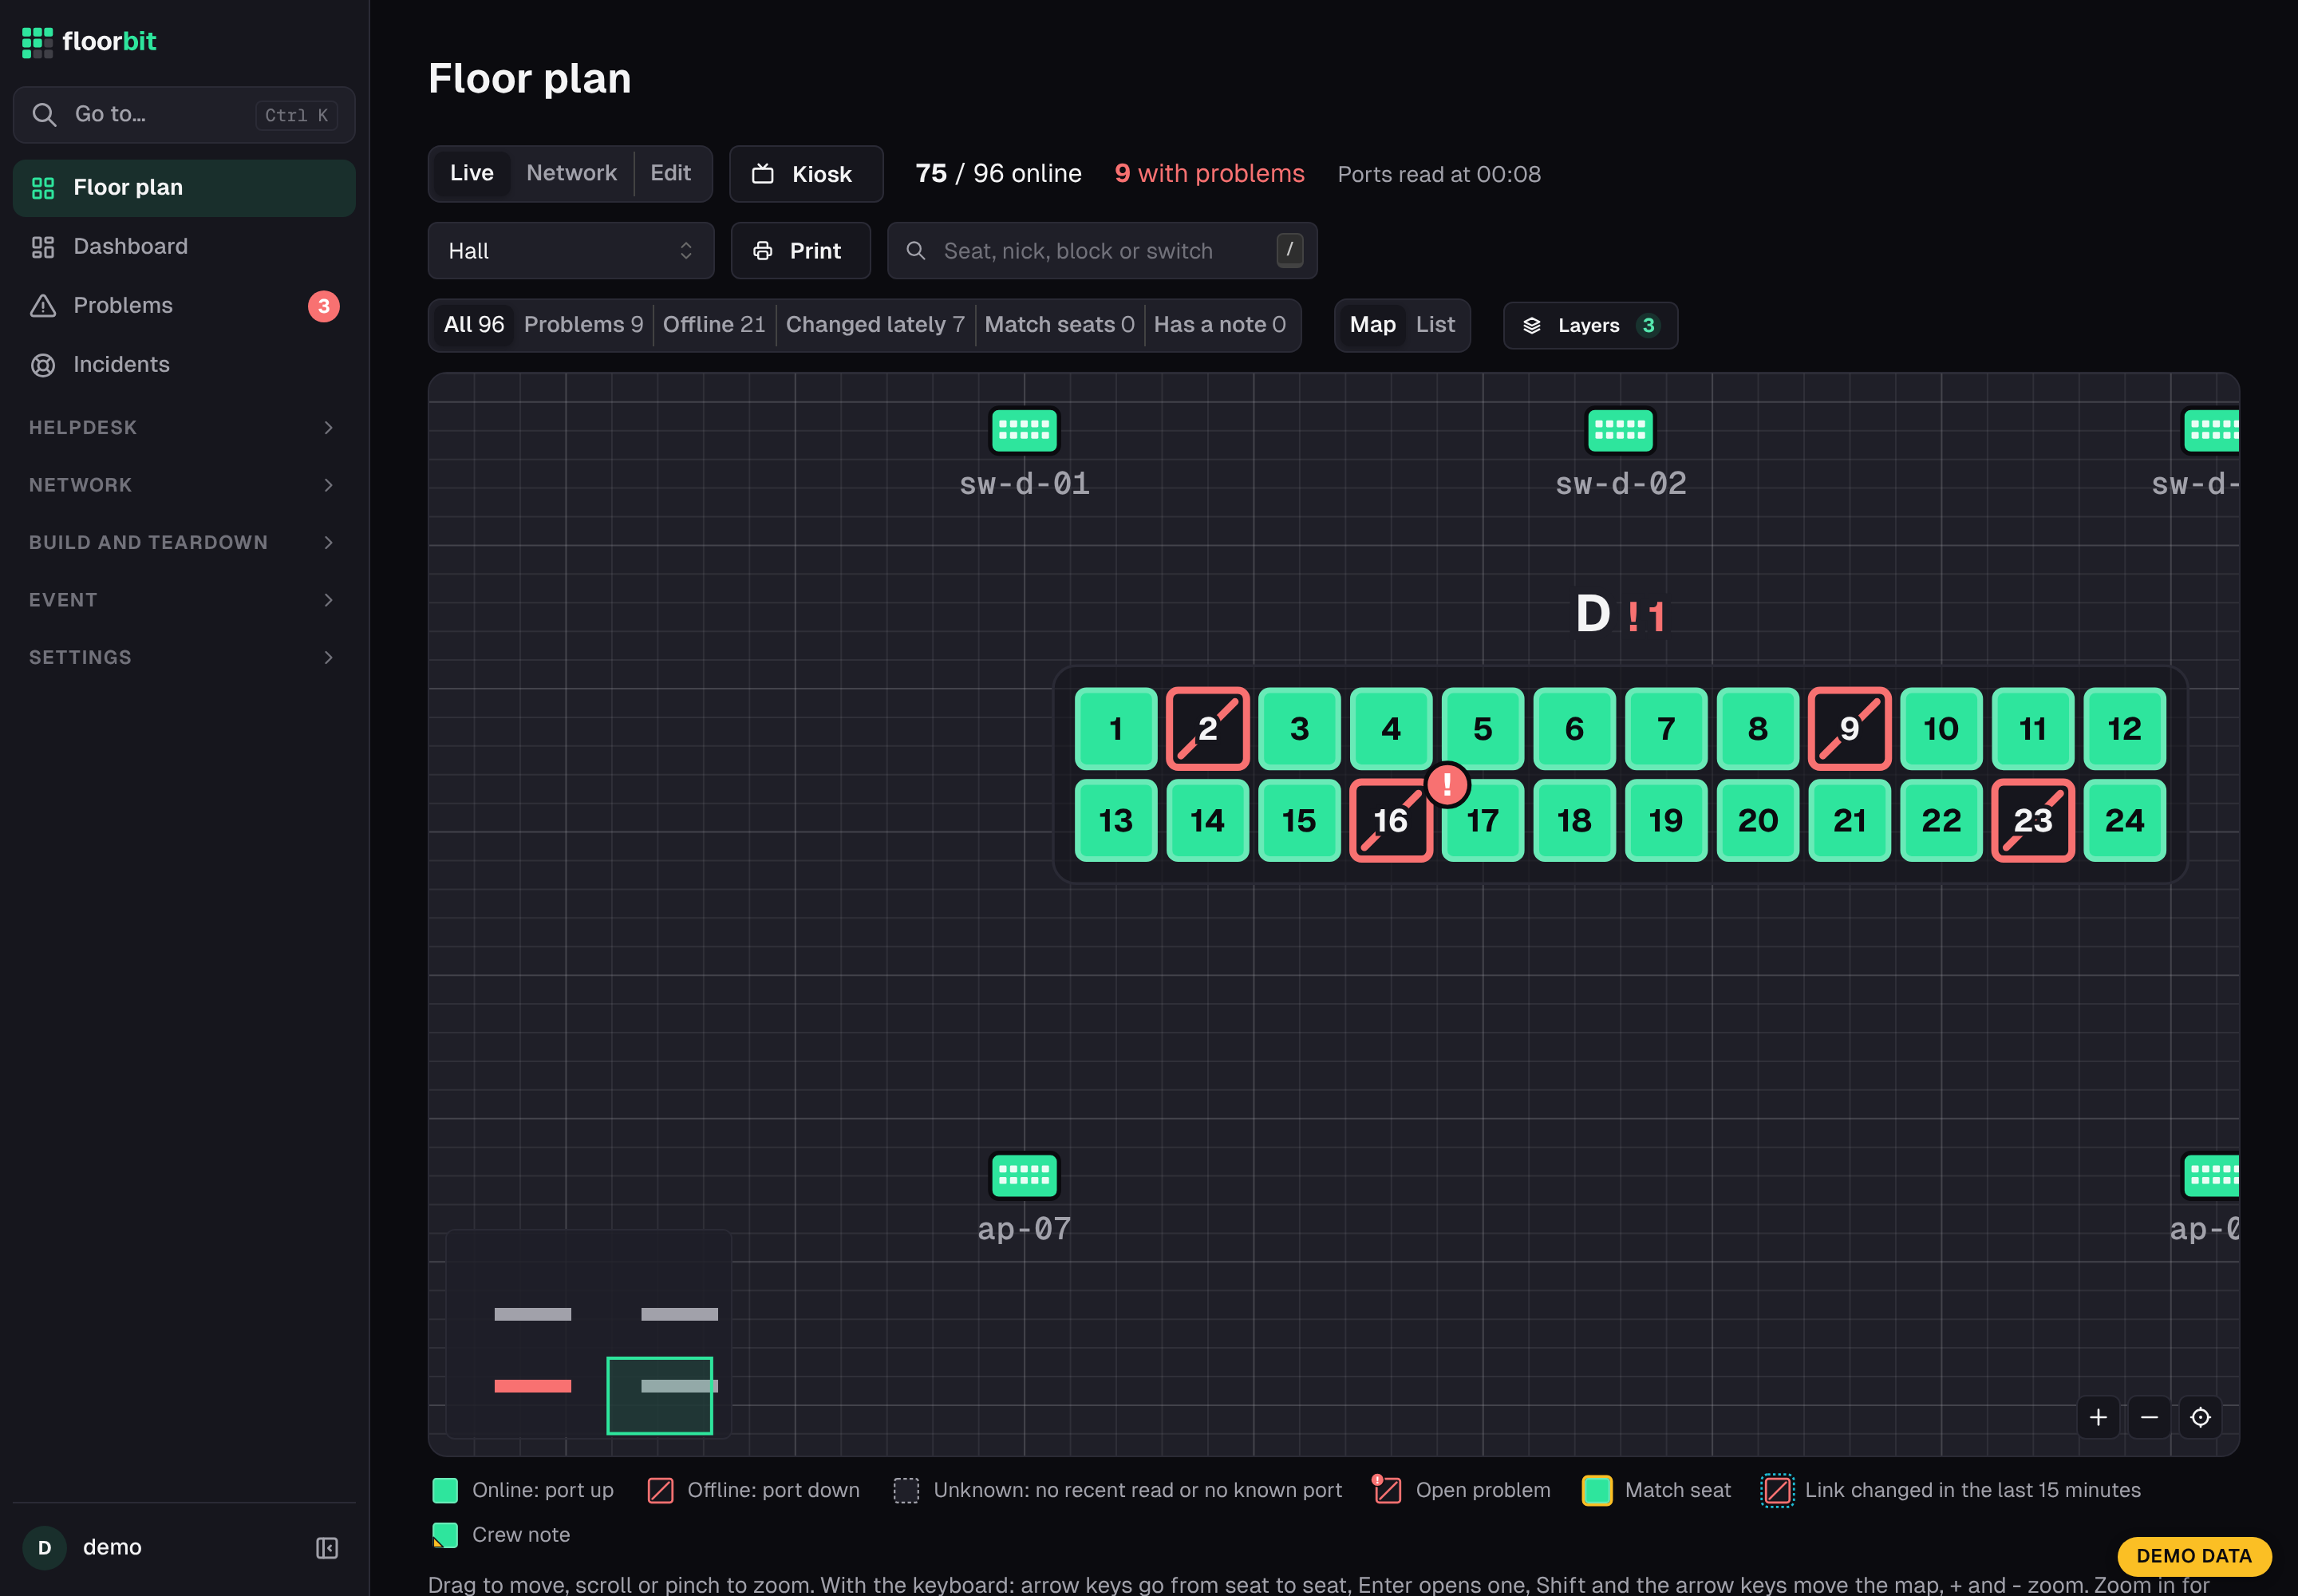 floorbit
Go to...
Ctrl K
Floor plan
Dashboard
Problems 3
Incidents
HELPDESK
NETWORK
BUILD AND TEARDOWN
EVENT
SETTINGS
D demo
Floor plan
Live Network Edit Kiosk 75 / 96 online 9 with problems Ports read at 00:08
Hall Print Seat, nick, block or switch /
All 96 Problems 9 Offline 21 Changed lately 7 Match seats 0 Has a note 0 Map List Layers 3
sw-d-01 sw-d-02 sw-d-
D !1
1 2 3 4 5 6 7 8 9 10 11 12
!
13 14 15 16 17 18 19 20 21 22 23 24
ap-07 ap-0
+ −
Online: port up Offline: port down Unknown: no recent read or no known port ! Open problem Match seat Link changed in the last 15 minutes
Crew note
DEMO DATA
Drag to move, scroll or pinch to zoom. With the keyboard: arrow keys go from seat to seat, Enter opens one, Shift and the arrow keys move the map, + and - zoom. Zoom in for